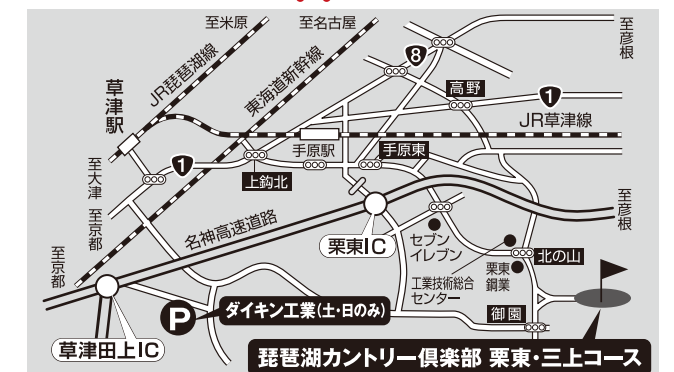 至米原
至名古屋
至彦根
JR琵琶湖線
東海道新幹線
8
草津駅
高野
1
JR草津線
手原駅
手原東
至大津
1
上鈎北
至京都
名神高速道路
至彦根
至京都
栗東IC
セブン
イレブン
北の山
工業技術総合
センター
栗東
鋼業
P
ダイキン工業(土・日のみ)
御園
草津田上IC
琵琶湖カントリー倶楽部 栗東・三上コース